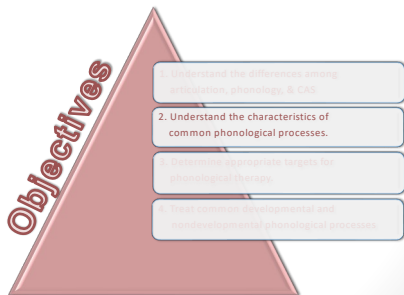 Objectives
1. Understand the differences among
articulation, phonology, & CAS
2. Understand the characteristics of
common phonological processes.
3. Determine appropriate targets for
phonological therapy.
4. Treat common developmental and
nondevelopmental phonological processes.